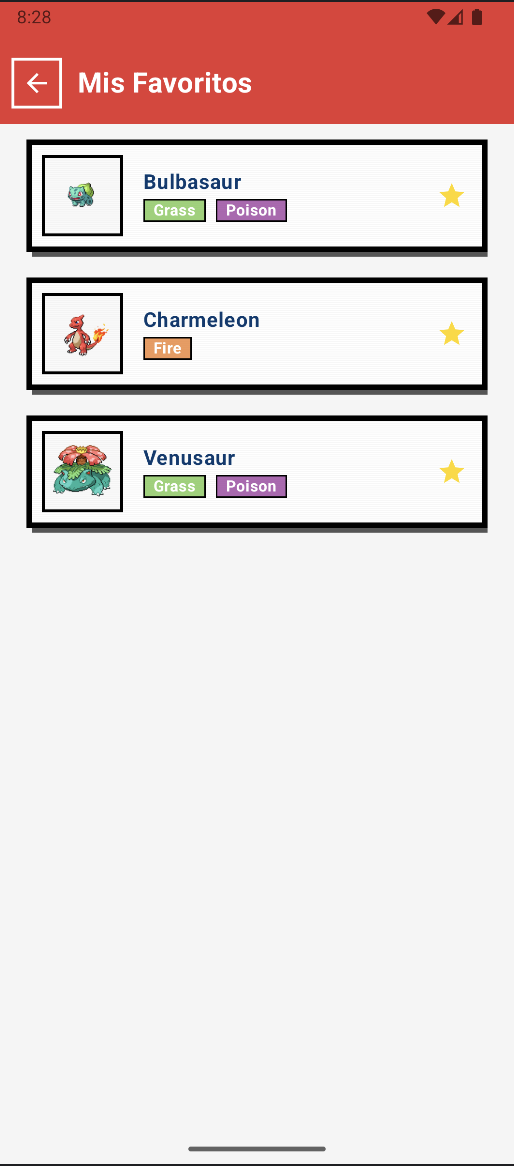 8:28
Mis Favoritos
Bulbasaur
Grass Poison
Charmeleon
Fire
Venusaur
Grass Poison